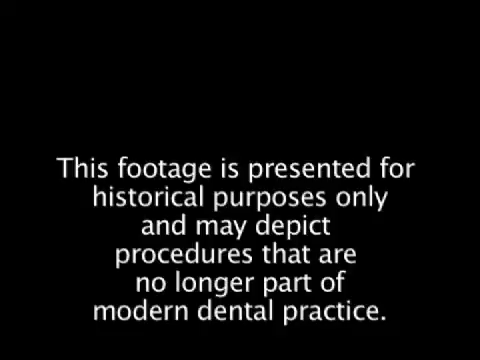 This footage is presented for
historical purposes only
and may depict
procedures that are
no longer part of
modern dental practice.